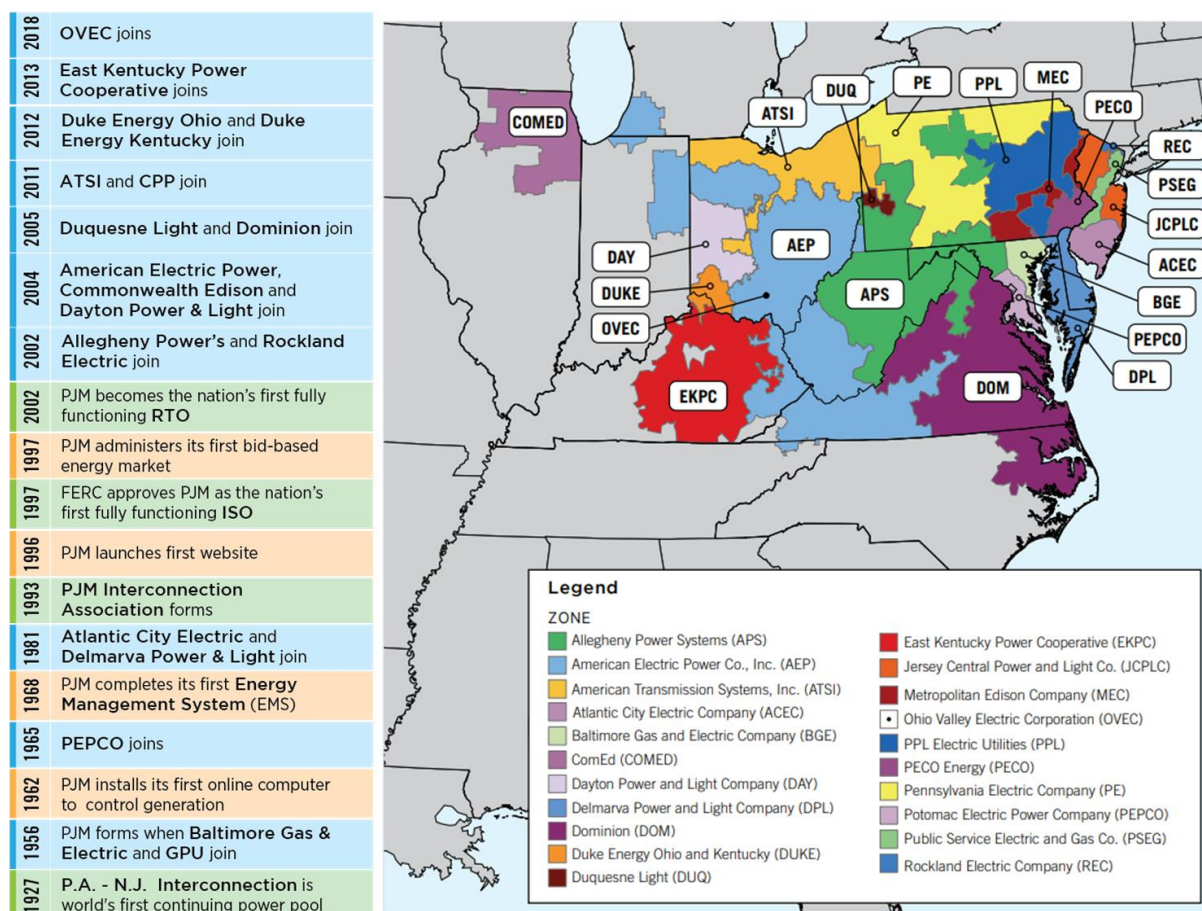 2018
OVEC joins
2013
East Kentucky Power
Cooperative joins
2012
Duke Energy Ohio and Duke
Energy Kentucky join
2011
ATSI and CPP join
2005
Duquesne Light and Dominion join
2004
American Electric Power,
Commonwealth Edison and
Dayton Power & Light join
2002
Allegheny Power's and Rockland
Electric join
2002
PJM becomes the nation's first fully
functioning RTO
1997
PJM administers its first bid-based
energy market
1997
FERC approves PJM as the nation's
first fully functioning ISO
1996
PJM launches first website
1993
PJM Interconnection
Association forms
1981
Atlantic City Electric and
Delmarva Power & Light join
1968
PJM completes its first Energy
Management System (EMS)
1965
PEPCO joins
1962
PJM installs its first online computer
to control generation
1956
PJM forms when Baltimore Gas &
Electric and GPU join
1927
P.A. - N.J. Interconnection is
world's first continuing power pool
COMED
ATSI
DUQ
PE
PPL
MEC
PECO
REC
PSEG
JCPLC
ACEC
BGE
PEPCO
DPL
DAY
DUKE
OVEC
AEP
APS
EKPC
DOM
Legend
ZONE
Allegheny Power Systems (APS)
American Electric Power Co., Inc. (AEP)
American Transmission Systems, Inc. (ATSI)
Atlantic City Electric Company (ACEC)
Baltimore Gas and Electric Company (BGE)
ComEd (COMED)
Dayton Power and Light Company (DAY)
Delmarva Power and Light Company (DPL)
Dominion (DOM)
Duke Energy Ohio and Kentucky (DUKE)
Duquesne Light (DUQ)
East Kentucky Power Cooperative (EKPC)
Jersey Central Power and Light Co. (JCPLC)
Metropolitan Edison Company (MEC)
Ohio Valley Electric Corporation (OVEC)
PPL Electric Utilities (PPL)
PECO Energy (PECO)
Pennsylvania Electric Company (PE)
Potomac Electric Power Company (PEPCO)
Public Service Electric and Gas Co. (PSEG)
Rockland Electric Company (REC)